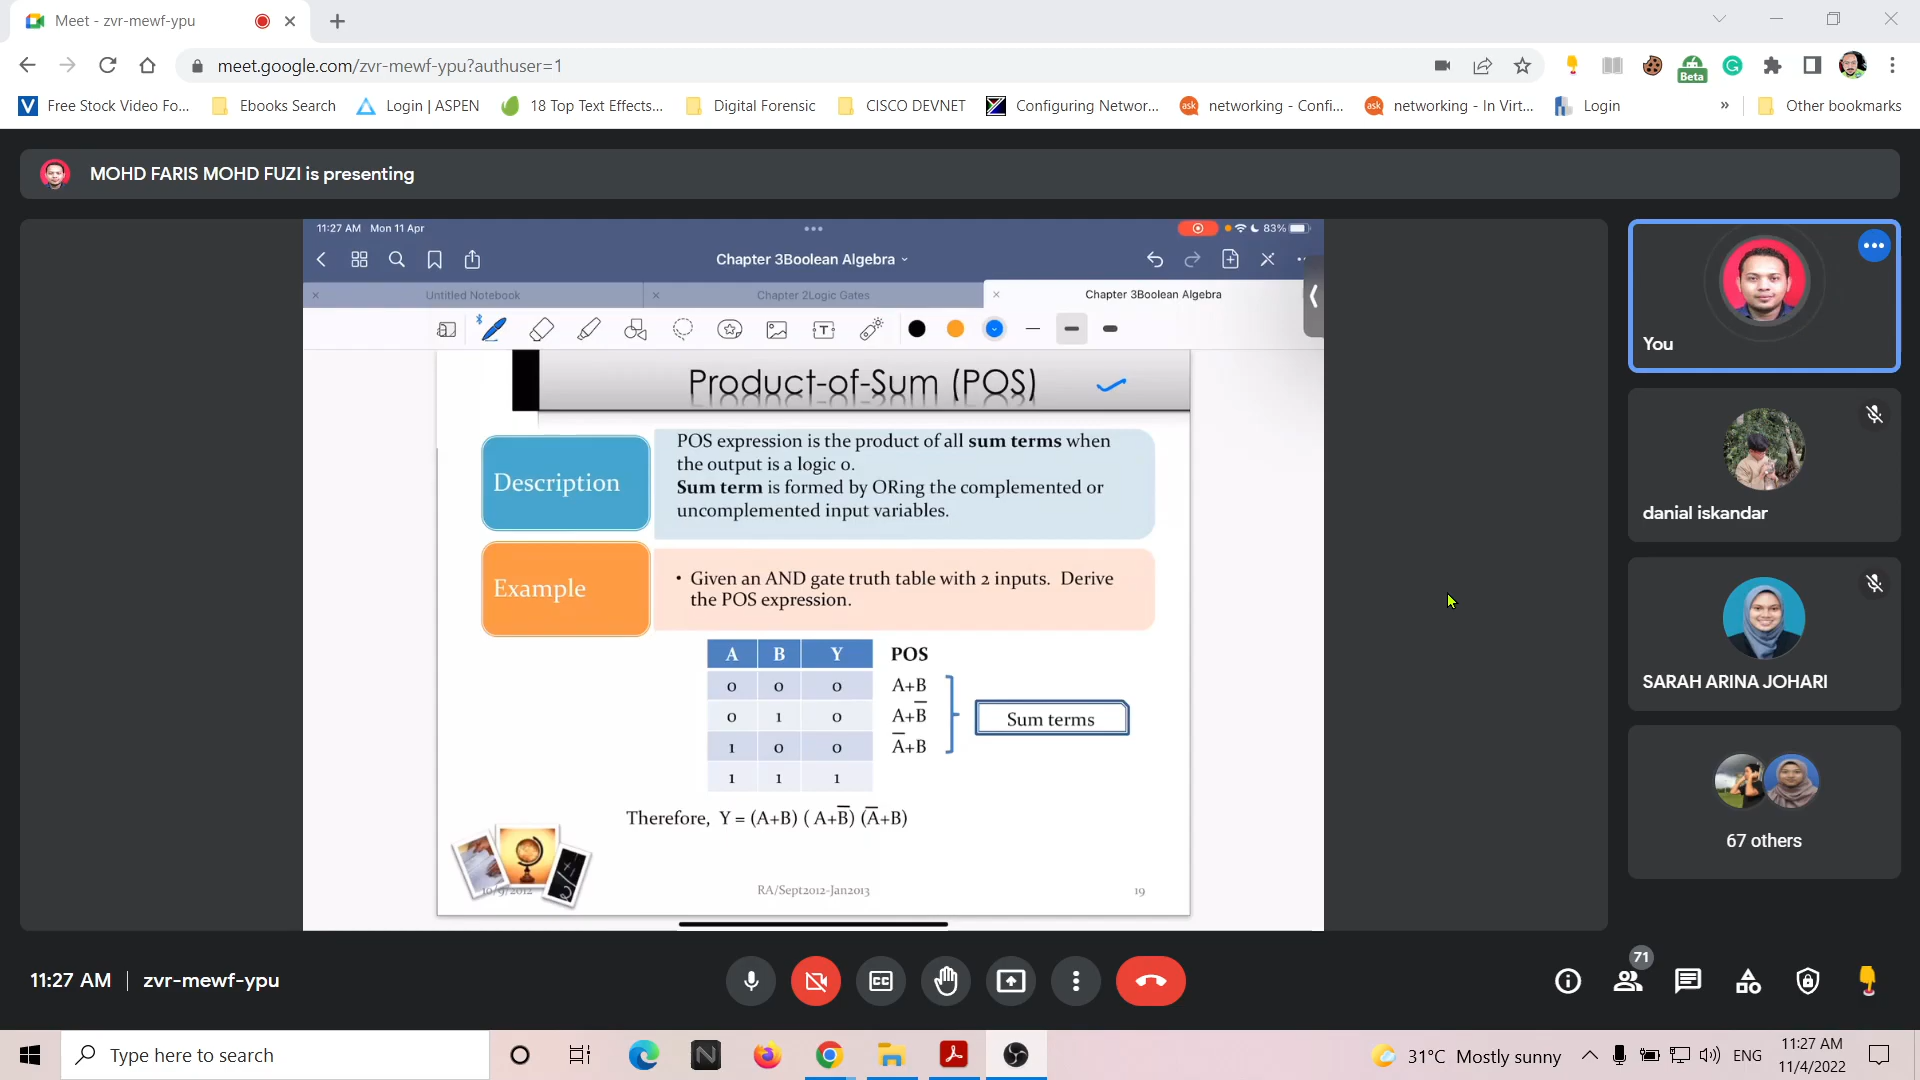 Meet - zvr-mewf-ypu
meet.google.com/zvr-mewf-ypu?authuser=1
Beta
Free Stock Video Fo...
Ebooks Search
Login | ASPEN
18 Top Text Effects...
Digital Forensic
CISCO DEVNET
Configuring Networ...
ask
networking - Confi...
ask
networking - In Virt...
Login
»
Other bookmarks
MOHD FARIS MOHD FUZI is presenting
11:27 AM Mon 11 Apr
83%
Chapter 3Boolean Algebra
Untitled Notebook
Chapter 2Logic Gates
Chapter 3Boolean Algebra
Product-of-Sum (POS)
Description
POS expression is the product of all sum terms when
the output is a logic 0.
Sum term is formed by ORing the complemented or
uncomplemented input variables.
Example
• Given an AND gate truth table with 2 inputs. Derive
the POS expression.
A B Y POS
0 0 0 A+B
0 1 0 A+B̅
1 0 0 A̅+B
1 1 1
Sum terms
Therefore, Y = (A+B) ( A+B̅) (A̅+B)
10/9/2012
RA/Sept2012-Jan2013
19
You
danial iskandar
SARAH ARINA JOHARI
67 others
11:27 AM | zvr-mewf-ypu
71
Type here to search
31°C Mostly sunny
ENG
11:27 AM
11/4/2022